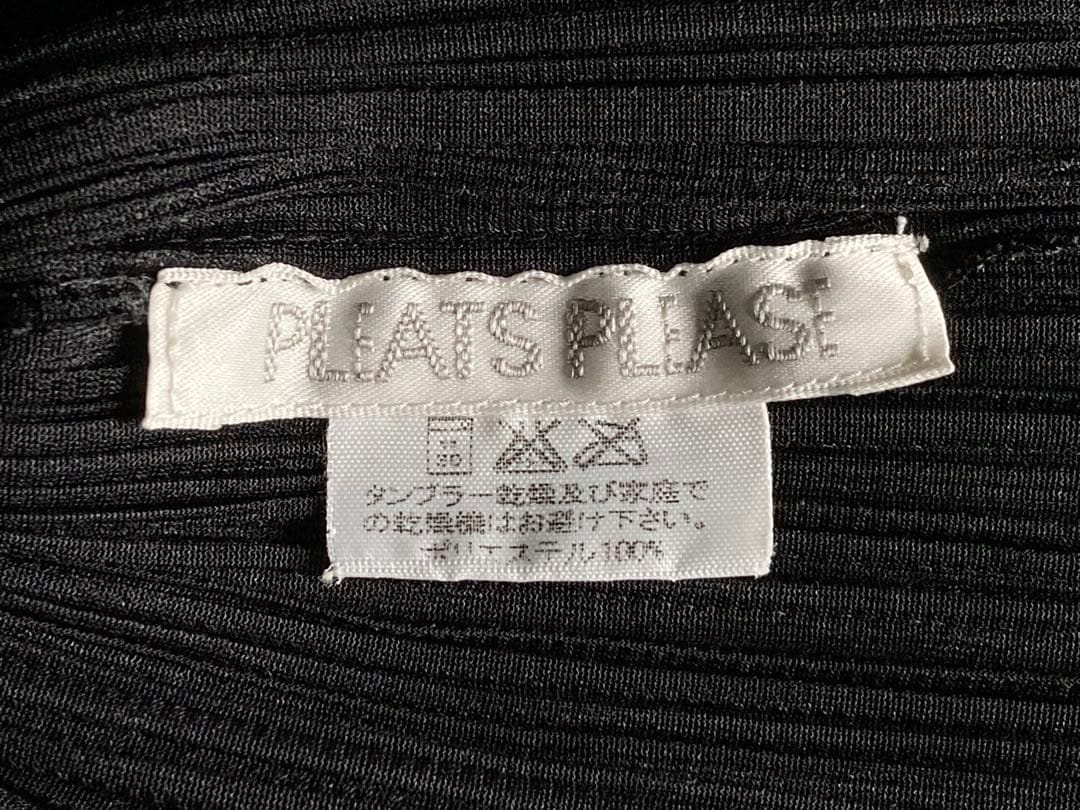 PLEATS PLEASE
30
タンブラー乾燥及び家庭で
の乾燥機はお避け下さい。
ポリエステル100%